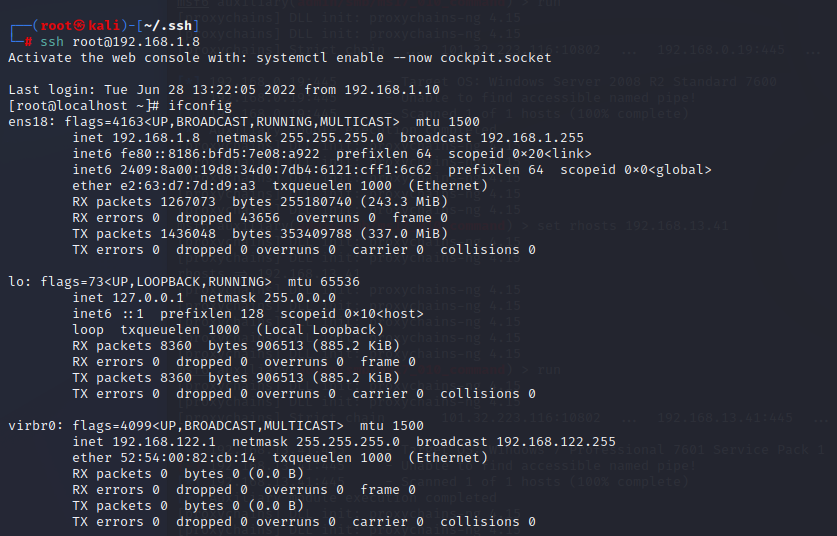 ┌──(root㉿kali)-[~/.ssh]
└─# ssh root@192.168.1.8
Activate the web console with: systemctl enable --now cockpit.socket
Last login: Tue Jun 28 13:22:05 2022 from 192.168.1.10
[root@localhost ~]# ifconfig
ens18: flags=4163<UP,BROADCAST,RUNNING,MULTICAST>  mtu 1500
        inet 192.168.1.8  netmask 255.255.255.0  broadcast 192.168.1.255
        inet6 fe80::8186:bfd5:7e08:a922  prefixlen 64  scopeid 0×20<link>
        inet6 2409:8a00:19d8:34d0:7db4:6121:cff1:6c62  prefixlen 64  scopeid 0×0<global>
        ether e2:63:d7:7d:d9:a3  txqueuelen 1000  (Ethernet)
        RX packets 1267073  bytes 255180740 (243.3 MiB)
        RX errors 0  dropped 43656  overruns 0  frame 0
        TX packets 1436048  bytes 353409788 (337.0 MiB)
        TX errors 0  dropped 0 overruns 0  carrier 0  collisions 0
lo: flags=73<UP,LOOPBACK,RUNNING>  mtu 65536
        inet 127.0.0.1  netmask 255.0.0.0
        inet6 ::1  prefixlen 128  scopeid 0×10<host>
        loop  txqueuelen 1000  (Local Loopback)
        RX packets 8360  bytes 906513 (885.2 KiB)
        RX errors 0  dropped 0  overruns 0  frame 0
        TX packets 8360  bytes 906513 (885.2 KiB)
        TX errors 0  dropped 0 overruns 0  carrier 0  collisions 0
virbr0: flags=4099<UP,BROADCAST,MULTICAST>  mtu 1500
        inet 192.168.122.1  netmask 255.255.255.0  broadcast 192.168.122.255
        ether 52:54:00:82:cb:14  txqueuelen 1000  (Ethernet)
        RX packets 0  bytes 0 (0.0 B)
        RX errors 0  dropped 0  overruns 0  frame 0
        TX packets 0  bytes 0 (0.0 B)
        TX errors 0  dropped 0 overruns 0  carrier 0  collisions 0